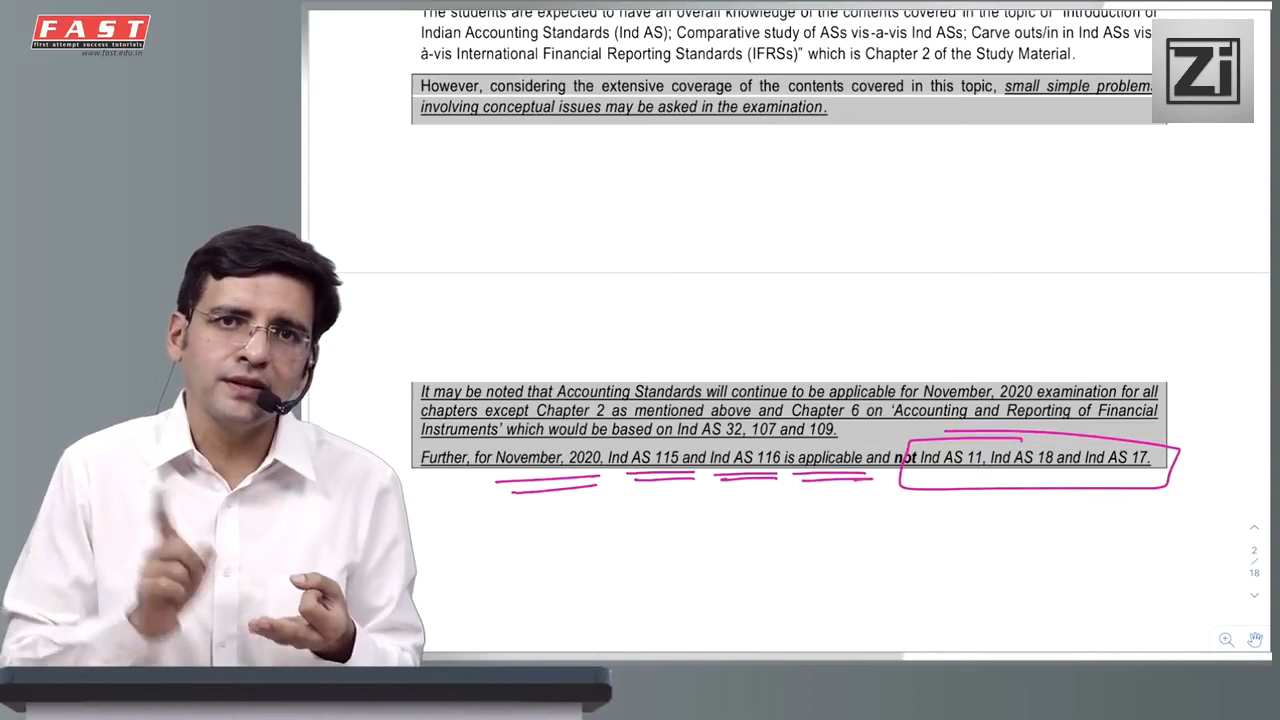 FAST
first attempt success tutorials
www.fast.edu.in
Zi
The students are expected to have an overall knowledge of the contents covered in the topic of "Introduction of
Indian Accounting Standards (Ind AS); Comparative study of ASs vis-a-vis Ind ASs; Carve outs/in in Ind ASs vis
à-vis International Financial Reporting Standards (IFRSs)" which is Chapter 2 of the Study Material.
However, considering the extensive coverage of the contents covered in this topic, small simple problem
involving conceptual issues may be asked in the examination.
It may be noted that Accounting Standards will continue to be applicable for November, 2020 examination for all
chapters except Chapter 2 as mentioned above and Chapter 6 on 'Accounting and Reporting of Financial
Instruments' which would be based on Ind AS 32, 107 and 109.
Further, for November, 2020, Ind AS 115 and Ind AS 116 is applicable and not Ind AS 11, Ind AS 18 and Ind AS 17.
2
/
18